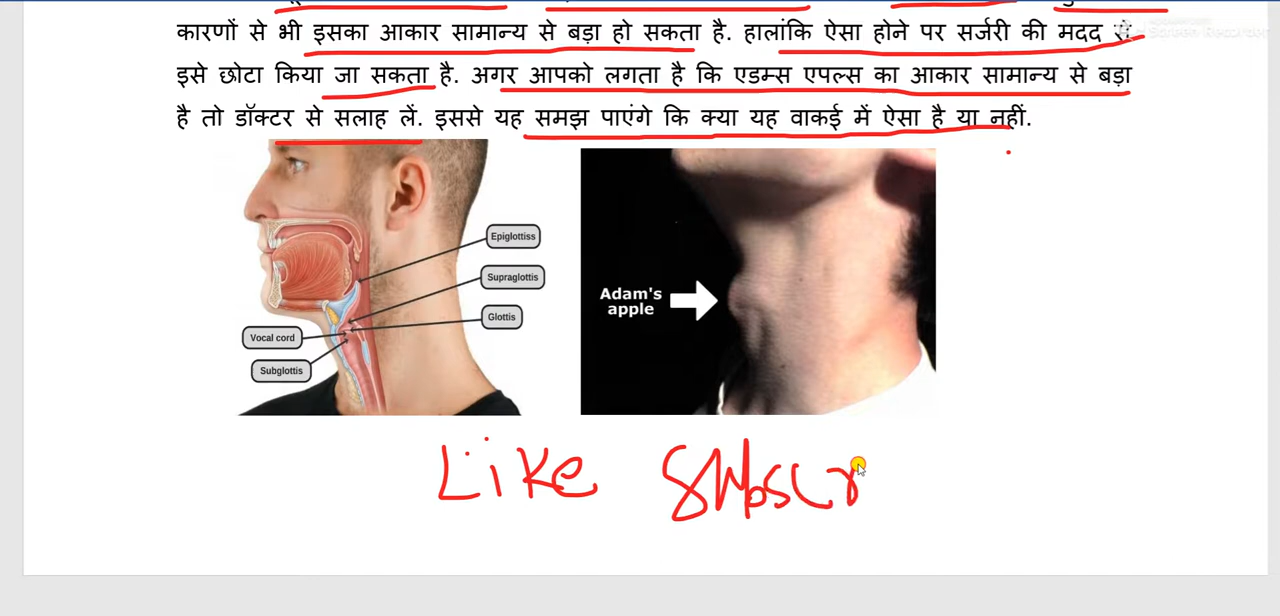 कारणों से भी इसका आकार सामान्य से बड़ा हो सकता है. हालांकि ऐसा होने पर सर्जरी की मदद से
इसे छोटा किया जा सकता है. अगर आपको लगता है कि एडम्स एपल्स का आकार सामान्य से बड़ा
है तो डॉक्टर से सलाह लें. इससे यह समझ पाएंगे कि क्या यह वाकई में ऐसा है या नहीं.
Epiglottiss
Supraglottis
Glottis
Vocal cord
Subglottis
Adam's
apple
Like Subscr
Screen Recorder